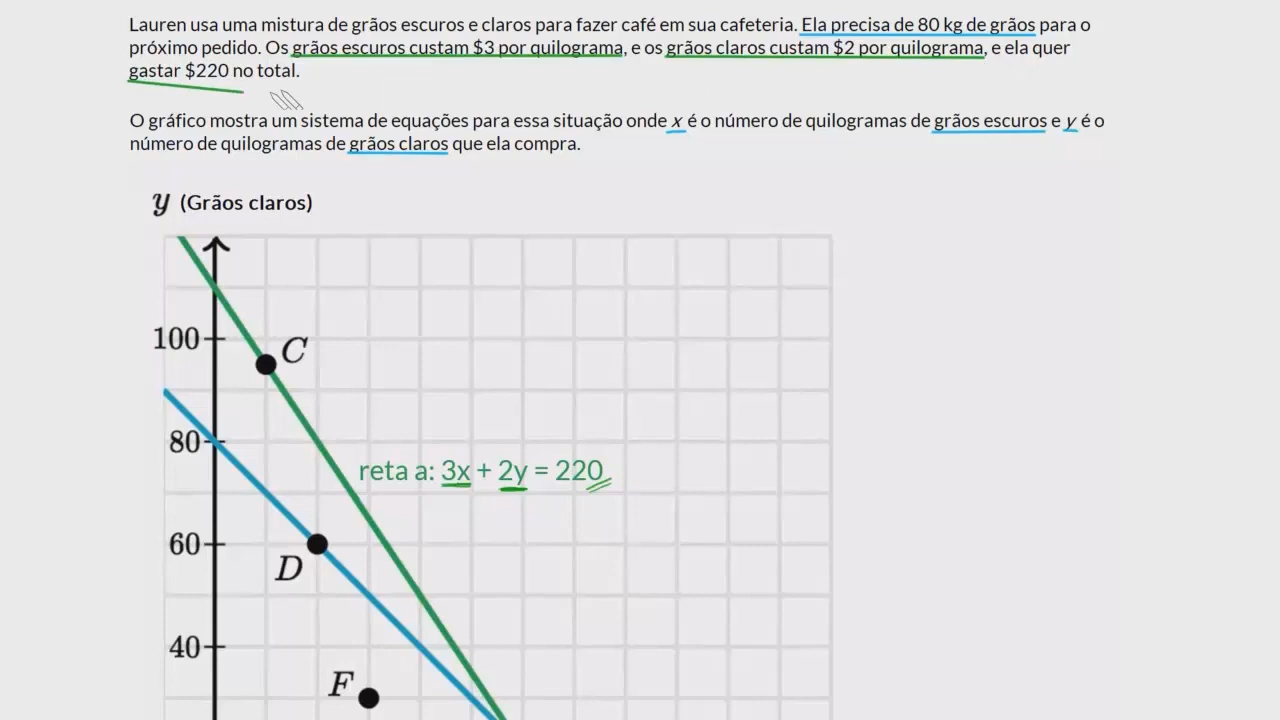 Lauren usa uma mistura de grãos escuros e claros para fazer café em sua cafeteria. Ela precisa de 80 kg de grãos para o
próximo pedido. Os grãos escuros custam $3 por quilograma, e os grãos claros custam $2 por quilograma, e ela quer
gastar $220 no total.
O gráfico mostra um sistema de equações para essa situação onde x é o número de quilogramas de grãos escuros e y é o
número de quilogramas de grãos claros que ela compra.
y (Grãos claros)
100
C
80
reta a: 3x + 2y = 220
60
D
40
F